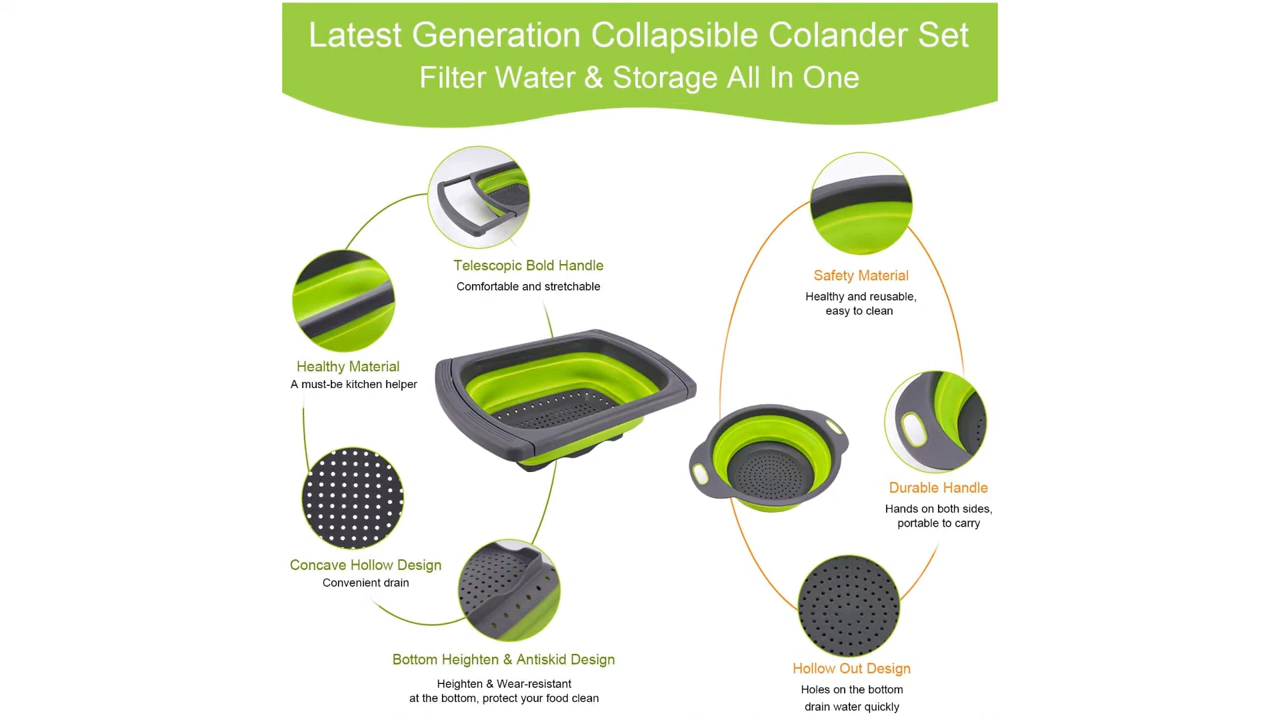 Latest Generation Collapsible Colander Set
Filter Water & Storage All In One
Telescopic Bold Handle
Comfortable and stretchable
Healthy Material
A must-be kitchen helper
Concave Hollow Design
Convenient drain
Bottom Heighten & Antiskid Design
Heighten & Wear-resistant
at the bottom, protect your food clean
Safety Material
Healthy and reusable,
easy to clean
Durable Handle
Hands on both sides,
portable to carry
Hollow Out Design
Holes on the bottom
drain water quickly